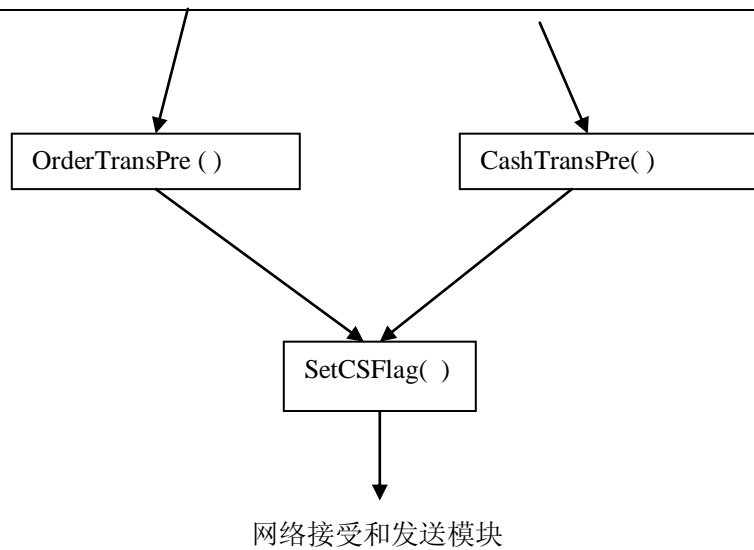 OrderTransPre ( )
CashTransPre( )
SetCSFlag(  )
网络接受和发送模块